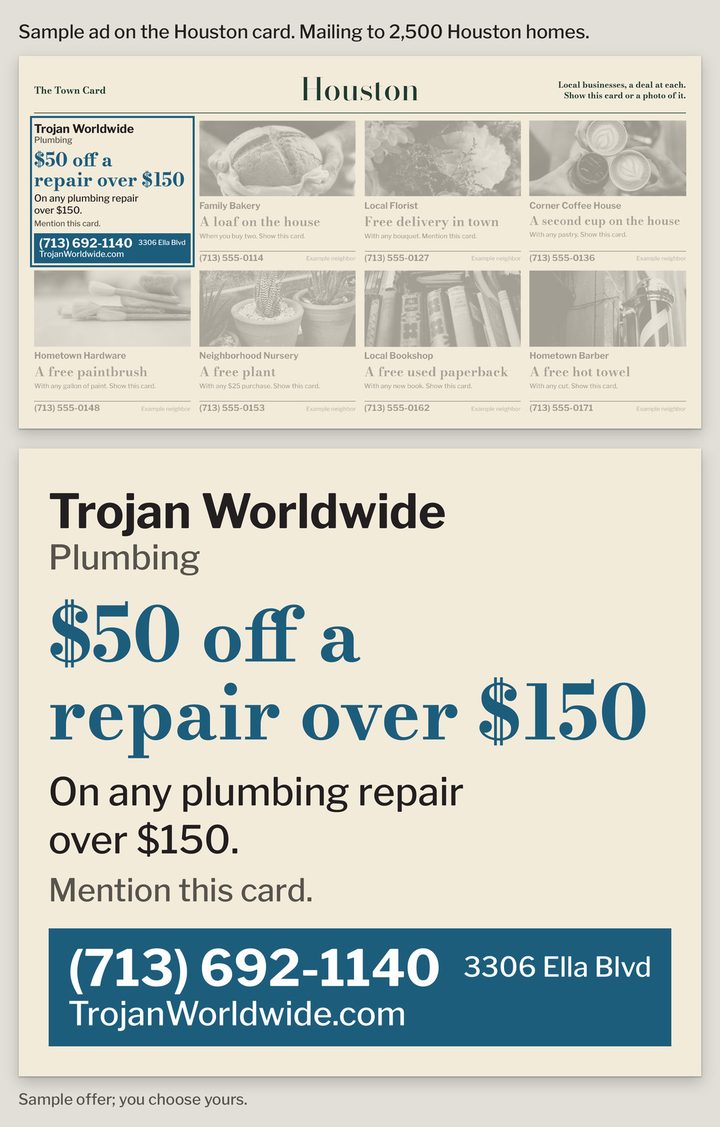 Sample ad on the Houston card. Mailing to 2,500 Houston homes.
The Town Card
Houston
Local businesses, a deal at each.
Show this card or a photo of it.
Trojan Worldwide
Plumbing
$50 off a
repair over $150
On any plumbing repair
over $150.
Mention this card.
(713) 692-1140 3306 Ella Blvd
TrojanWorldwide.com
Family Bakery
A loaf on the house
When you buy two. Show this card.
(713) 555-0114 Example neighbor
Local Florist
Free delivery in town
With any bouquet. Mention this card.
(713) 555-0127 Example neighbor
Corner Coffee House
A second cup on the house
With any pastry. Show this card.
(713) 555-0136 Example neighbor
Hometown Hardware
A free paintbrush
With any gallon of paint. Show this card.
(713) 555-0148 Example neighbor
Neighborhood Nursery
A free plant
With any $25 purchase. Show this card.
(713) 555-0153 Example neighbor
Local Bookshop
A free used paperback
With any new book. Show this card.
(713) 555-0162 Example neighbor
Hometown Barber
A free hot towel
With any cut. Show this card.
(713) 555-0171 Example neighbor
Trojan Worldwide
Plumbing
$50 off a
repair over $150
On any plumbing repair
over $150.
Mention this card.
(713) 692-1140 3306 Ella Blvd
TrojanWorldwide.com
Sample offer; you choose yours.